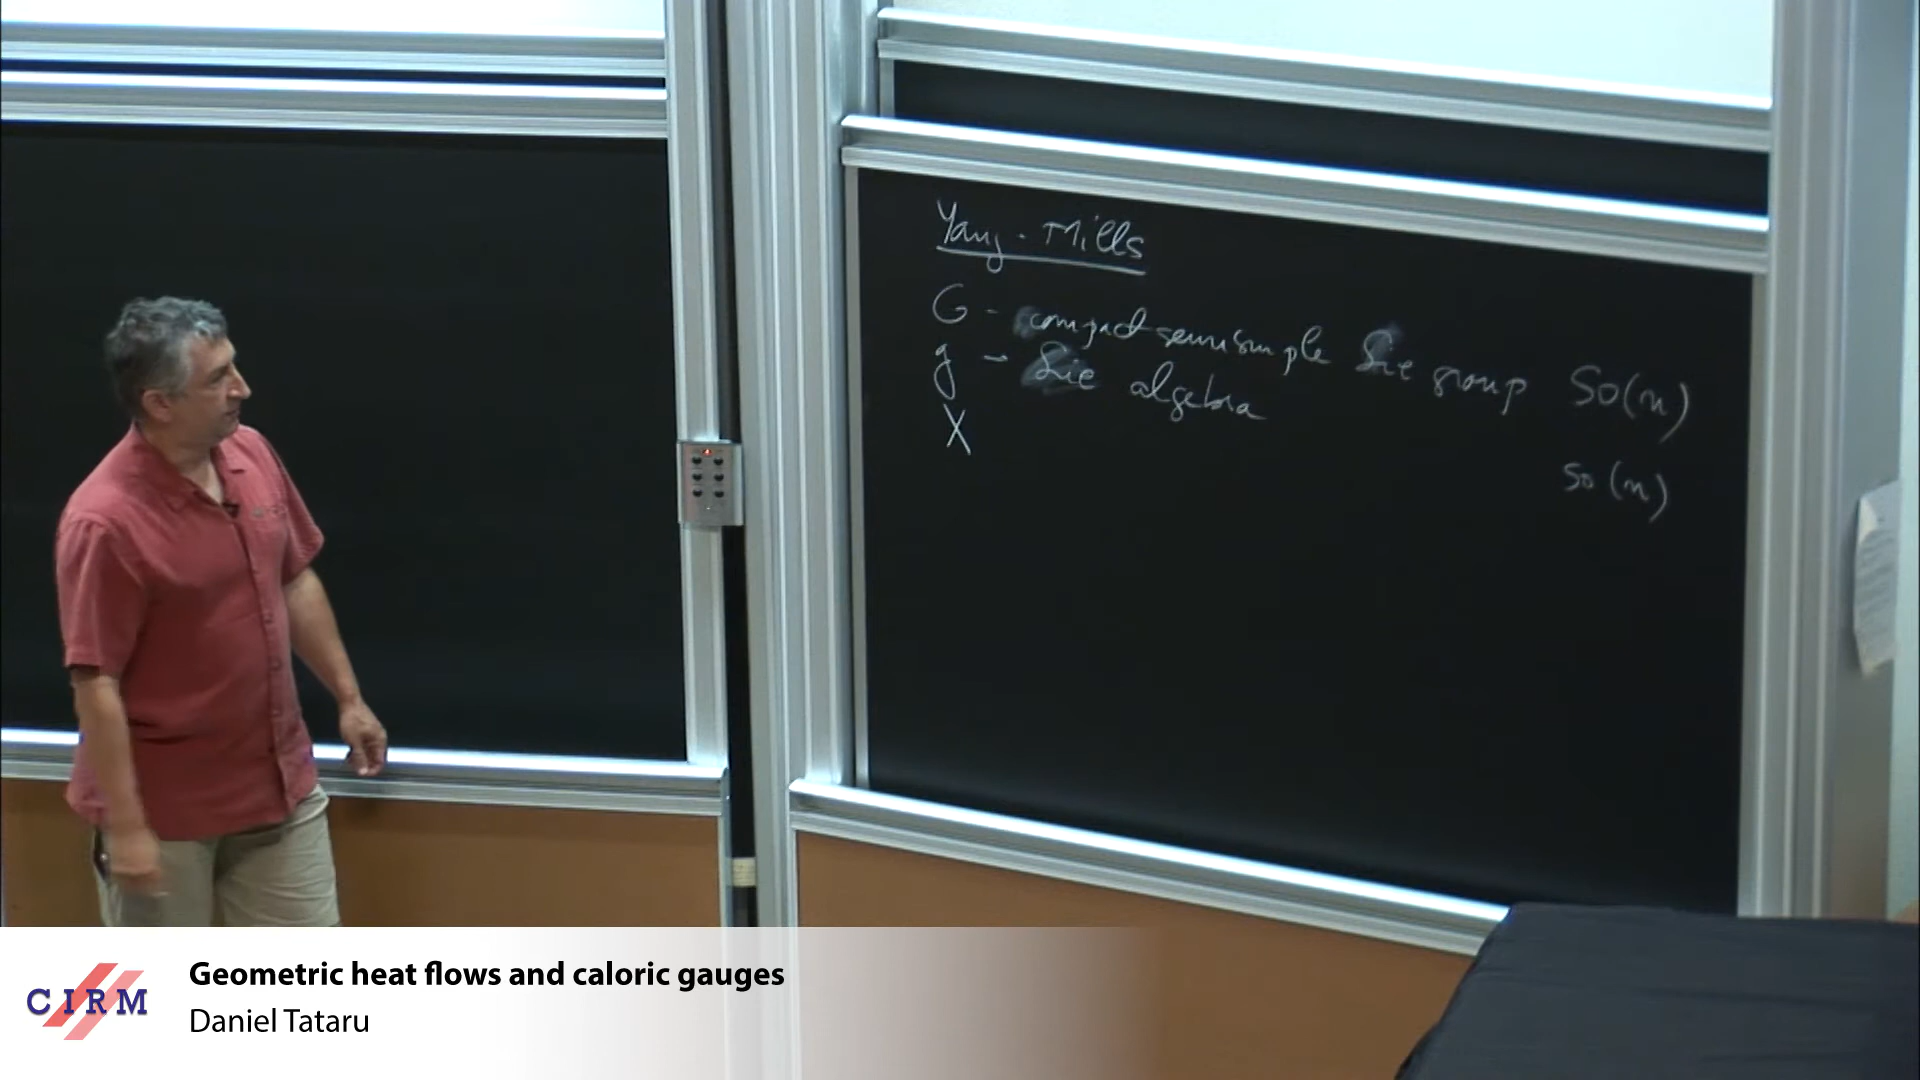 Yang-Mills
G - compact semisimple Lie group SO(n)
g - Lie algebra
so(n)
X
Geometric heat flows and caloric gauges
CIRM
Daniel Tataru